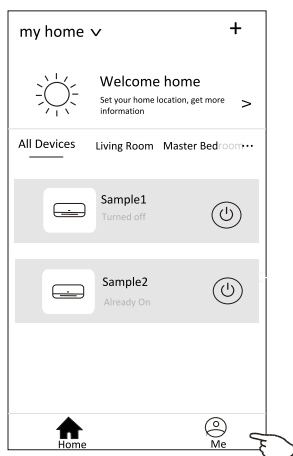 my home
+
Welcome home
Set your home location, get more
information
>
All Devices Living Room Master Bedroom...
Sample1
Turned off
Sample2
Already On
Home Me